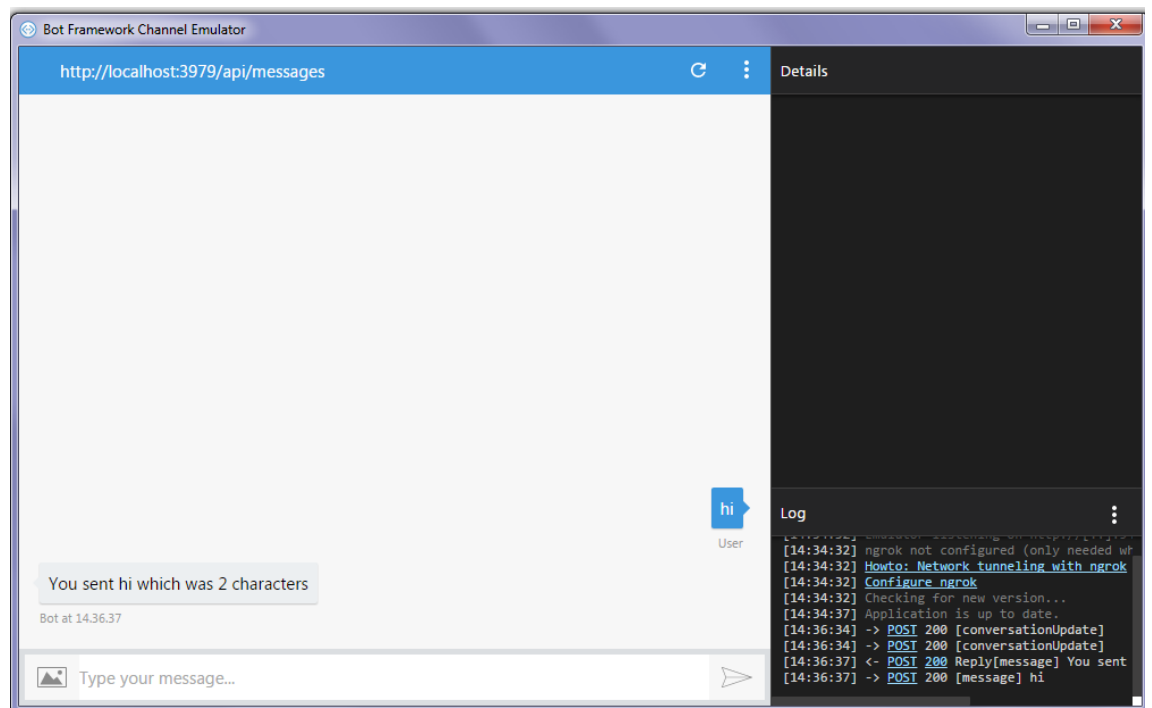 Bot Framework Channel Emulator
http://localhost:3979/api/messages
Details
hi
User
You sent hi which was 2 characters
Bot at 14.36.37
Type your message...
Log
[14:34:32] ngrok not configured (only needed wh
[14:34:32] Howto: Network tunneling with ngrok
[14:34:32] Configure ngrok
[14:34:32] Checking for new version...
[14:34:37] Application is up to date.
[14:36:34] -> POST 200 [conversationUpdate]
[14:36:34] -> POST 200 [conversationUpdate]
[14:36:37] <- POST 200 Reply[message] You sent
[14:36:37] -> POST 200 [message] hi